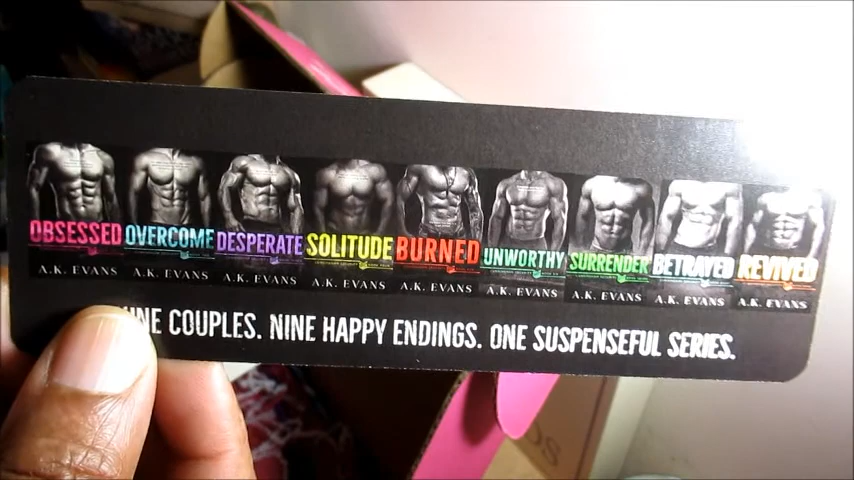 OBSESSED OVERCOME DESPERATE SOLITUDE BURNED UNWORTHY SURRENDER BETRAYED REVIVED
A.K. EVANS A.K. EVANS A.K. EVANS A.K. EVANS A.K. EVANS A.K. EVANS A.K. EVANS A.K. EVANS A.K. EVANS
COUPLES. NINE HAPPY ENDINGS. ONE SUSPENSEFUL SERIES.